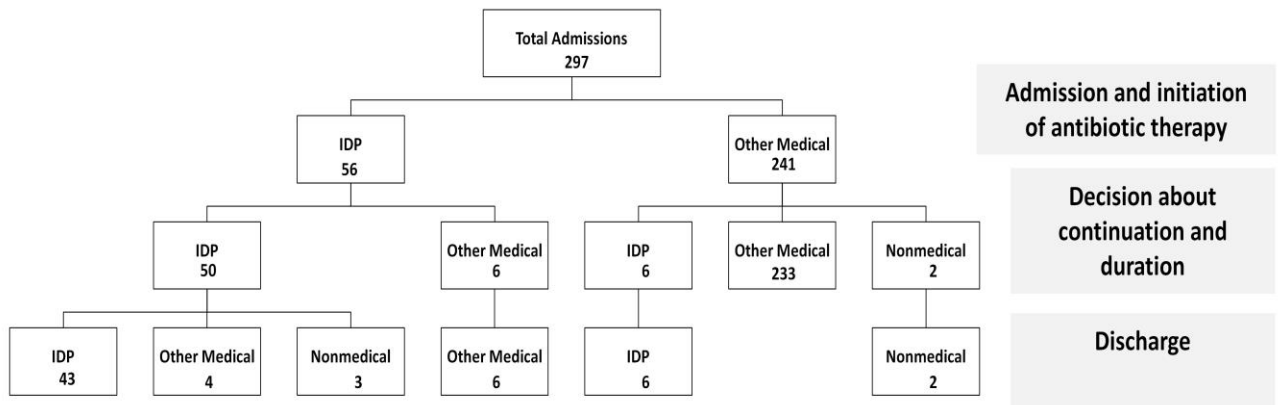 Total Admissions
297
Admission and initiation
of antibiotic therapy
IDP
56
Other Medical
241
Decision about
continuation and
duration
IDP
50
Other Medical
6
IDP
6
Other Medical
233
Nonmedical
2
Discharge
IDP
43
Other Medical
4
Nonmedical
3
Other Medical
6
IDP
6
Nonmedical
2